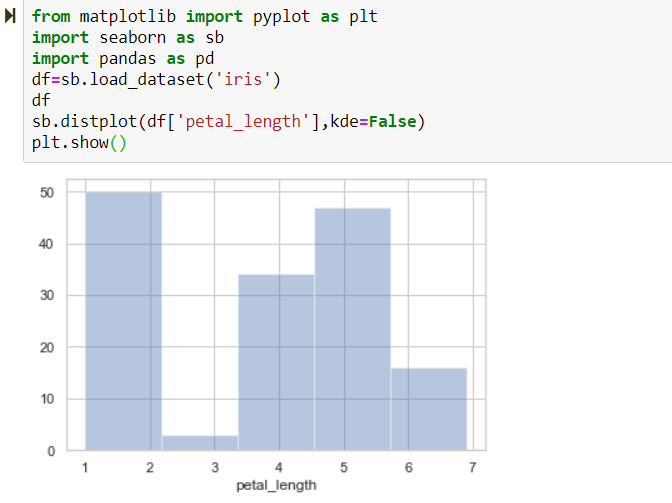 from matplotlib import pyplot as plt
import seaborn as sb
import pandas as pd
df=sb.load_dataset('iris')
df
sb.distplot(df['petal_length'],kde=False)
plt.show()
50
40
30
20
10
0
1 2 3 4 5 6 7
petal_length